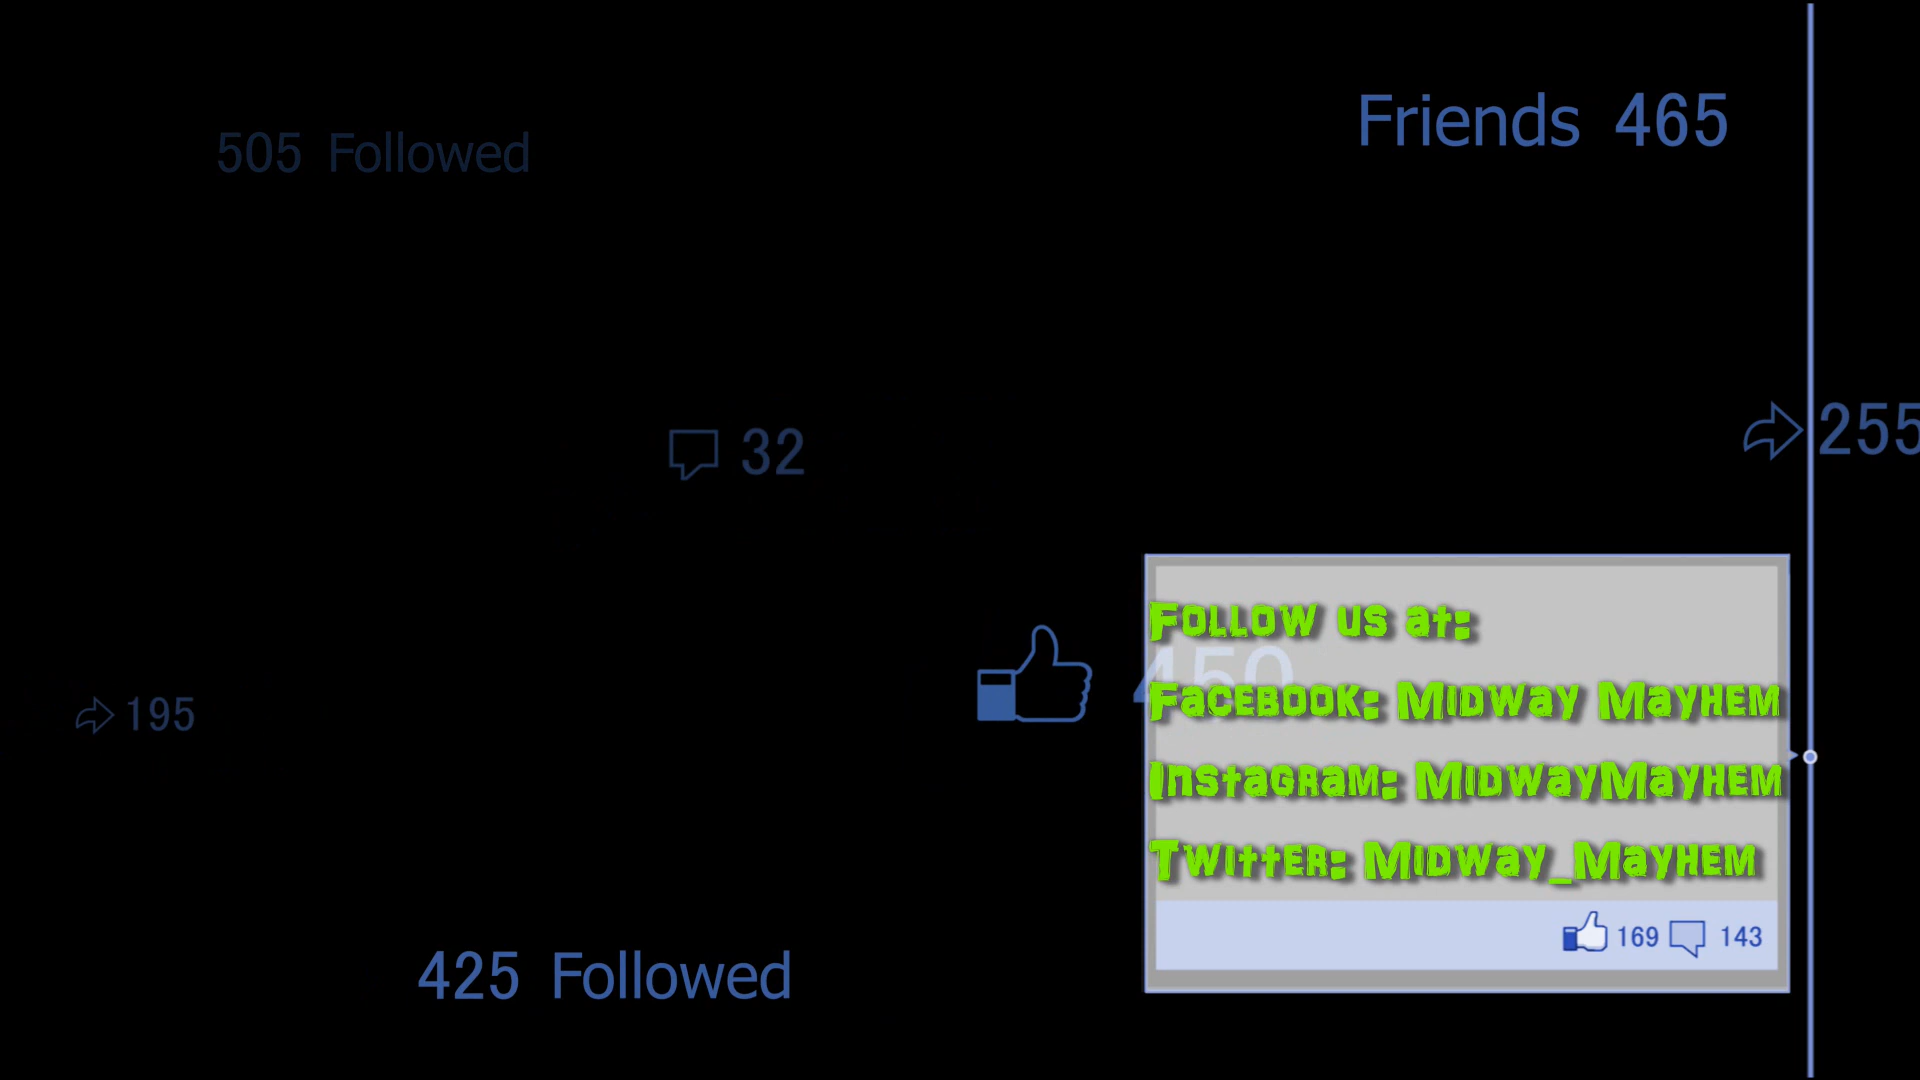 Friends 465
505 Followed
255
32
Follow us at:
450
Facebook: Midway Mayhem
195
Instagram: MidwayMayhem
Twitter: Midway_Mayhem
169 143
425 Followed